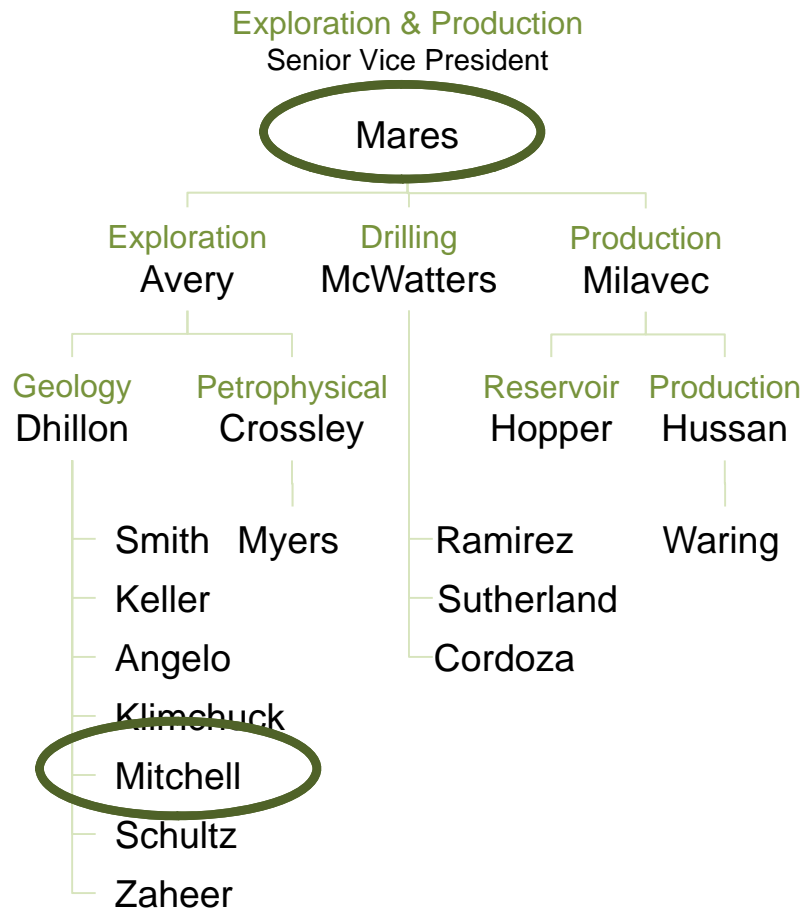 Exploration & Production
Senior Vice President
Mares
Exploration
Avery
Drilling
McWatters
Production
Milavec
Geology
Dhillon
Petrophysical
Crossley
Reservoir
Hopper
Production
Hussan
Smith
Keller
Angelo
Klimchuck
Mitchell
Schultz
Zaheer
Myers
Ramirez
Sutherland
Cordoza
Waring